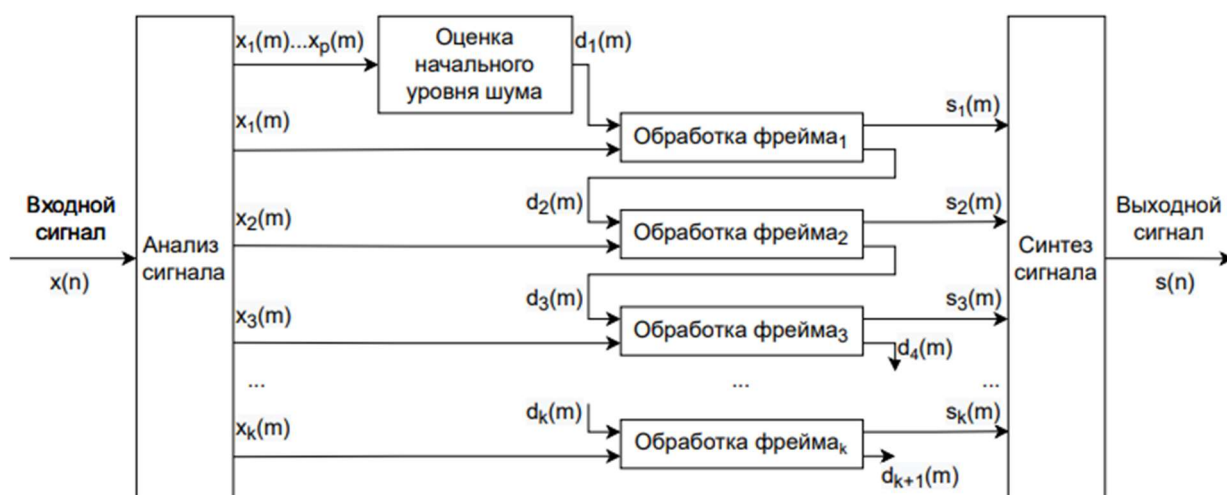 x₁(m)...xₚ(m)
Оценка
начального
уровня шума
d₁(m)
x₁(m)
Обработка фрейма₁
s₁(m)
Входной
сигнал
x(n)
Анализ
сигнала
x₂(m)
d₂(m)
Обработка фрейма₂
s₂(m)
Синтез
сигнала
Выходной
сигнал
s(n)
x₃(m)
d₃(m)
Обработка фрейма₃
s₃(m)
d₄(m)
...
...
...
xₖ(m)
dₖ(m)
Обработка фреймаₖ
sₖ(m)
dₖ₊₁(m)